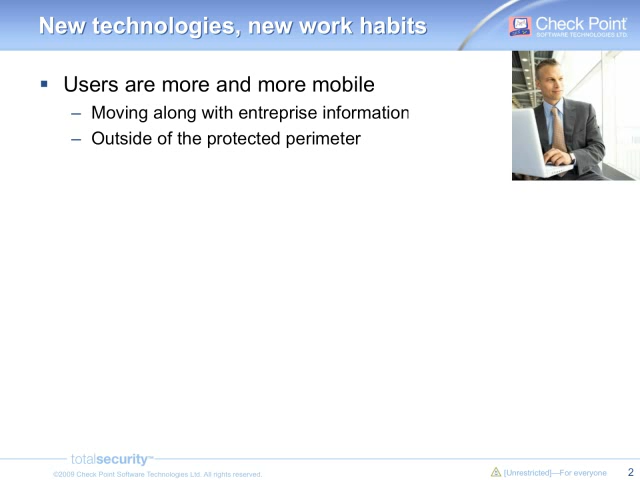 New technologies, new work habits
Check Point
SOFTWARE TECHNOLOGIES LTD.
Users are more and more mobile
– Moving along with entreprise information
– Outside of the protected perimeter
totalsecurity™
©2009 Check Point Software Technologies Ltd. All rights reserved.
[Unrestricted]—For everyone
2